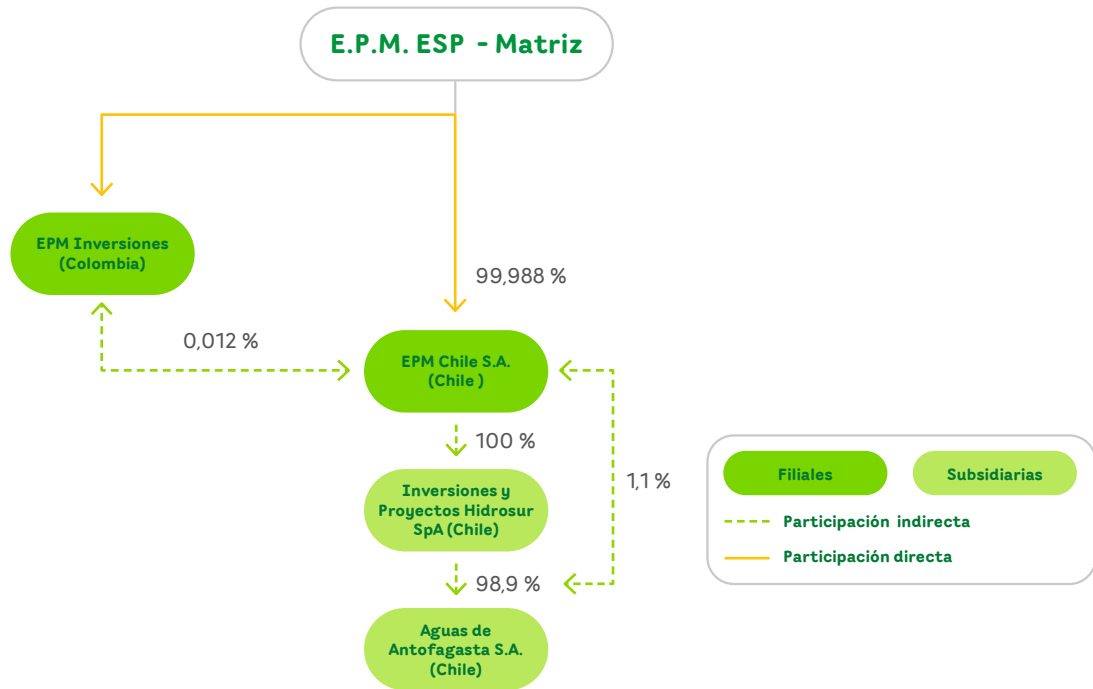 E.P.M. ESP - Matriz
EPM Inversiones
(Colombia)
99,988 %
0,012 %
EPM Chile S.A.
(Chile )
100 %
Inversiones y
Proyectos Hidrosur
SpA (Chile)
1,1 %
98,9 %
Aguas de
Antofagasta S.A.
(Chile)
Filiales
Subsidiarias
Participación indirecta
Participación directa